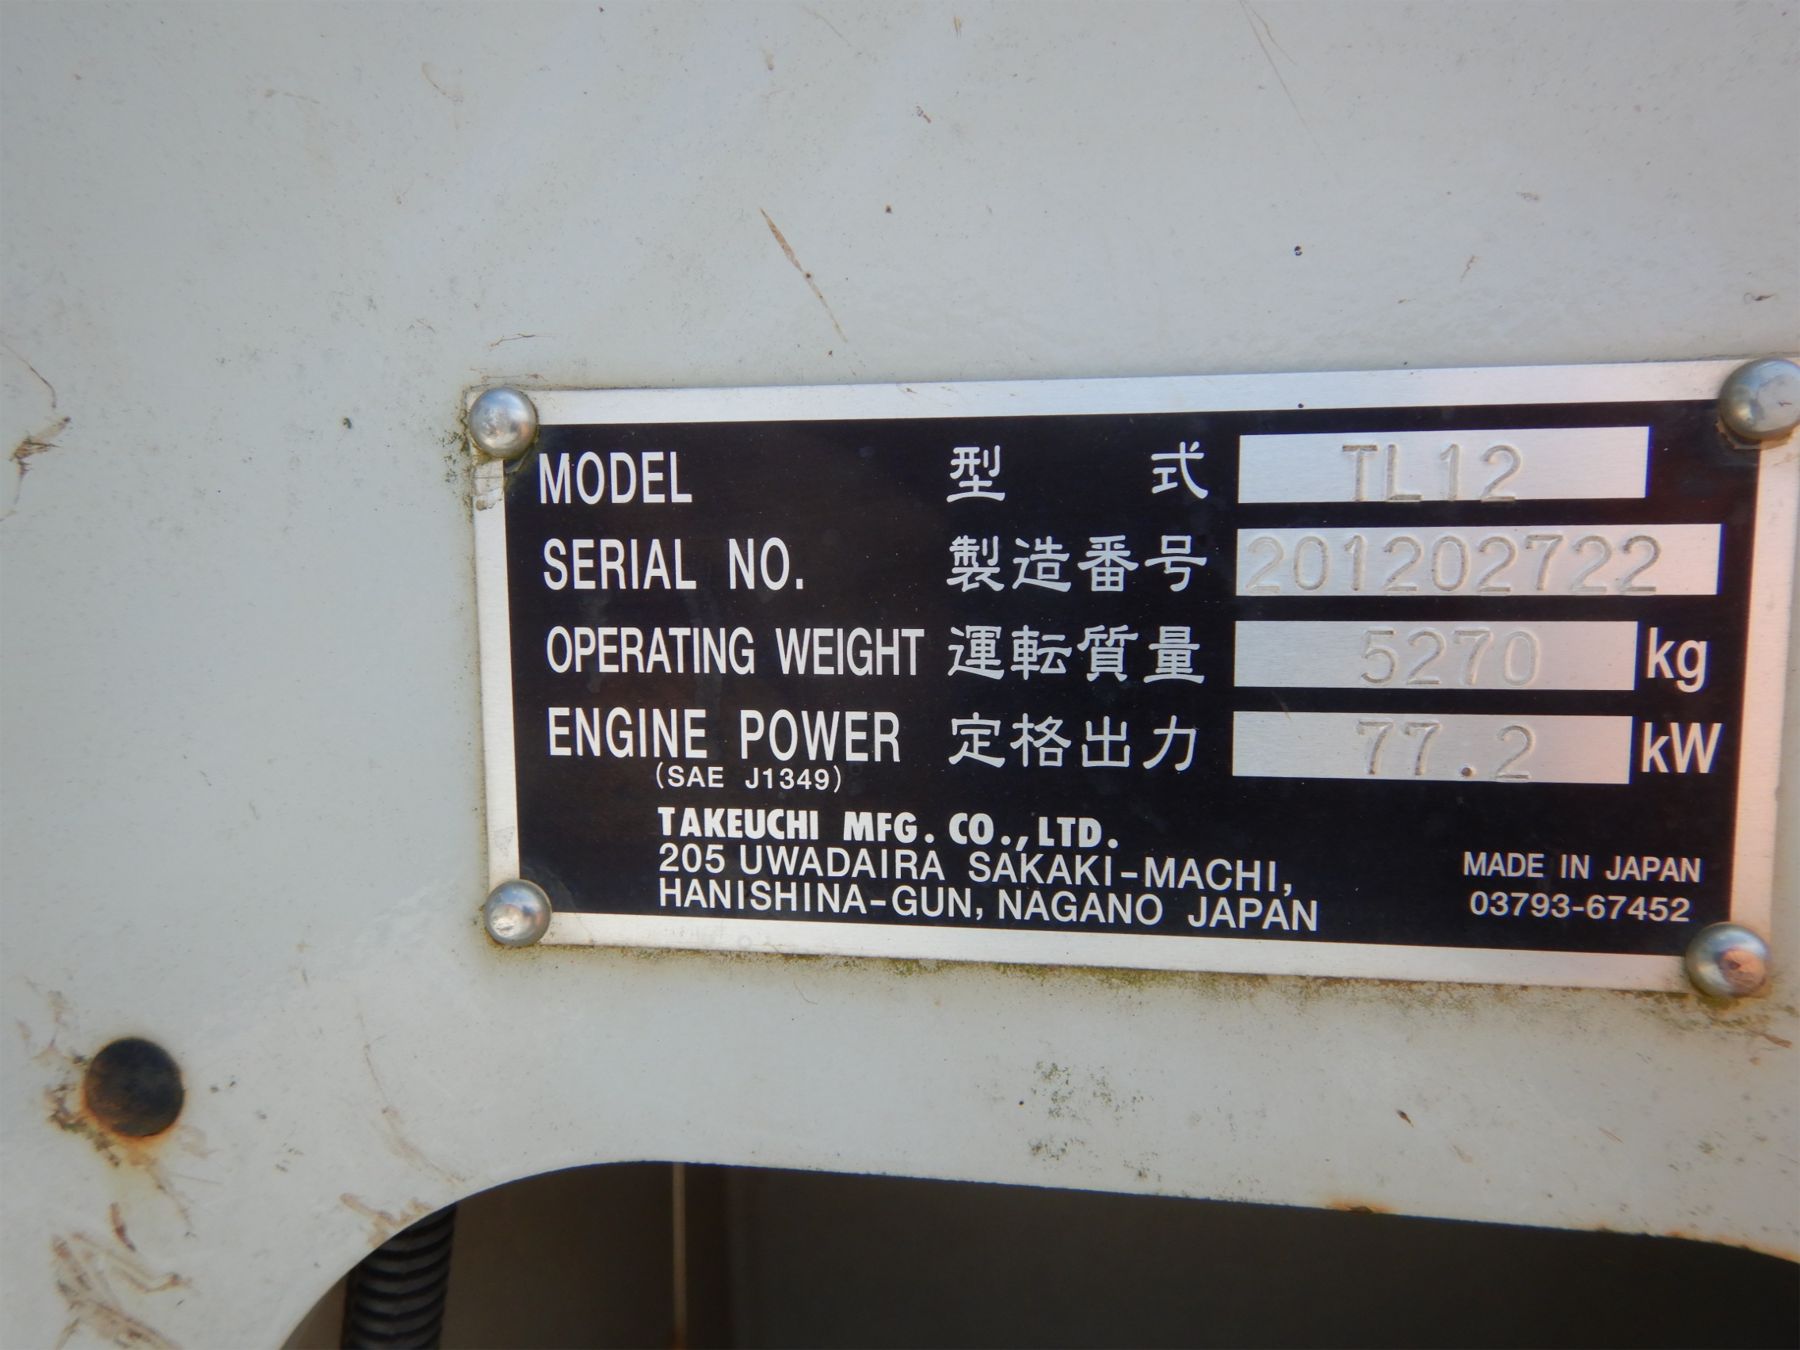 MODEL 型 式 TL12
SERIAL NO. 製造番号 201202722
OPERATING WEIGHT 運転質量 5270 kg
ENGINE POWER 定格出力 77.2 kW
(SAE J1349)
TAKEUCHI MFG. CO., LTD.
205 UWADAIRA SAKAKI-MACHI,
HANISHINA-GUN, NAGANO JAPAN
MADE IN JAPAN
03793-67452